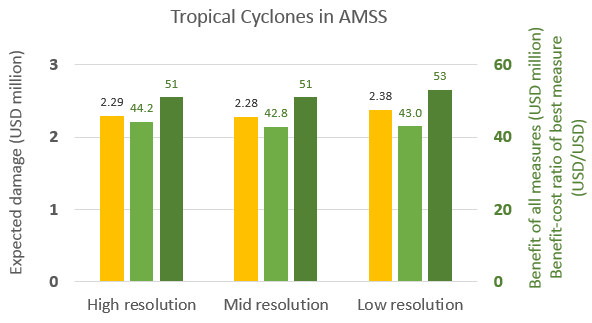 Tropical Cyclones in AMSS
Expected damage (USD million)
3
2
1
0
2.29
44.2
51
2.28
42.8
51
2.38
43.0
53
60
40
20
0
Benefit of all measures (USD million)
Benefit-cost ratio of best measure
(USD/USD)
High resolution
Mid resolution
Low resolution